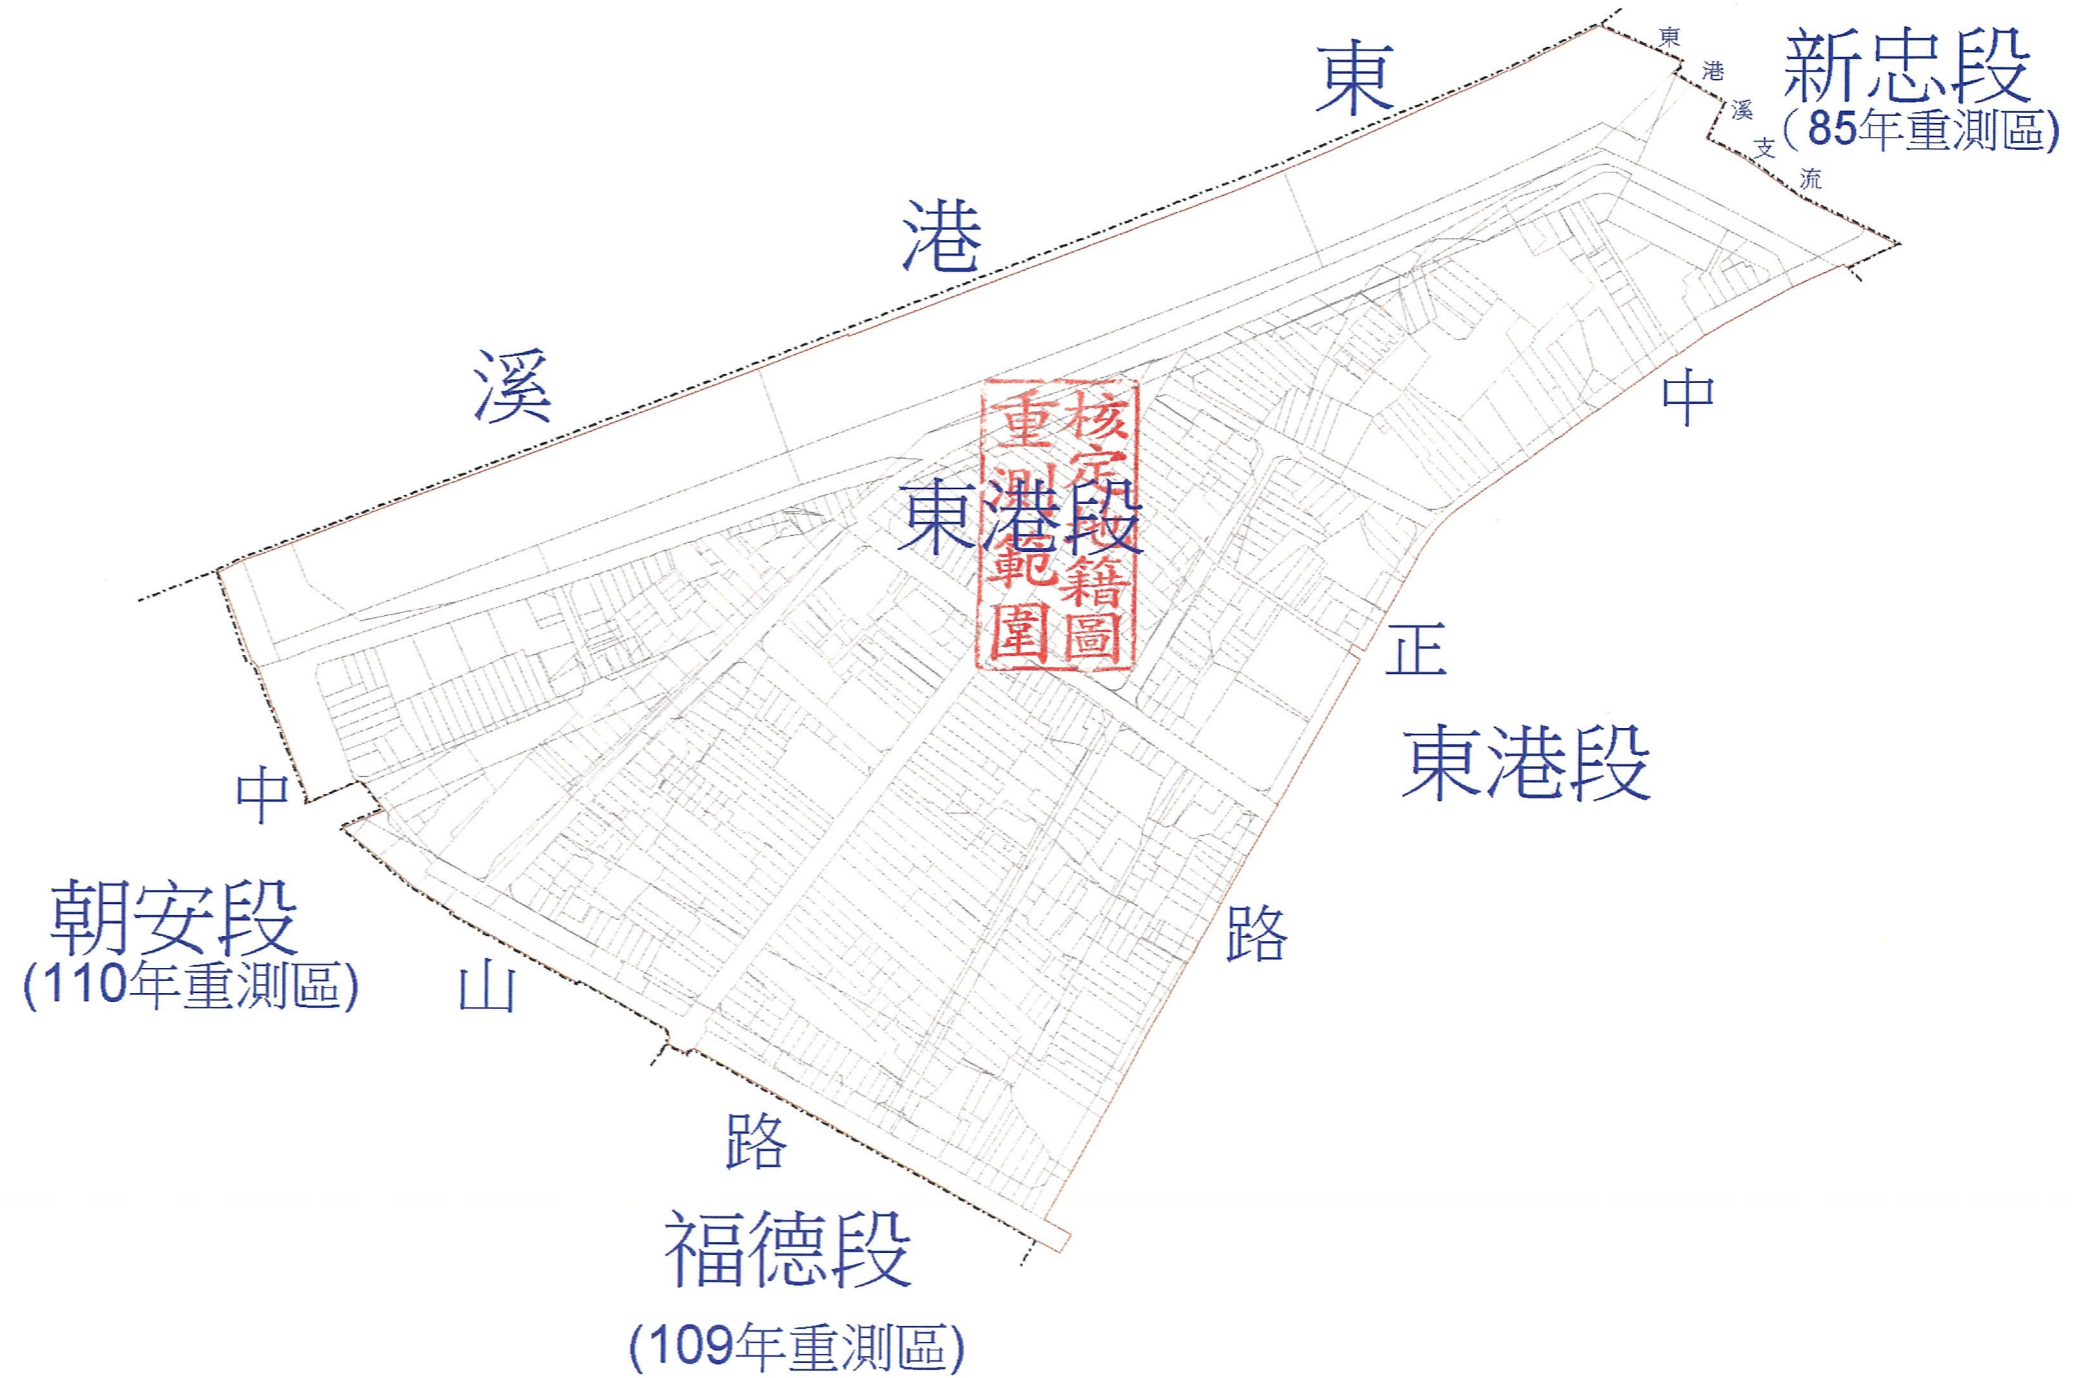 東港溪
東港溪支流
新忠段
（85年重測區)
核定地籍圖
重測範圍
東港段
中正路
東港段
中山路
朝安段
(110年重測區)
福德段
(109年重測區)